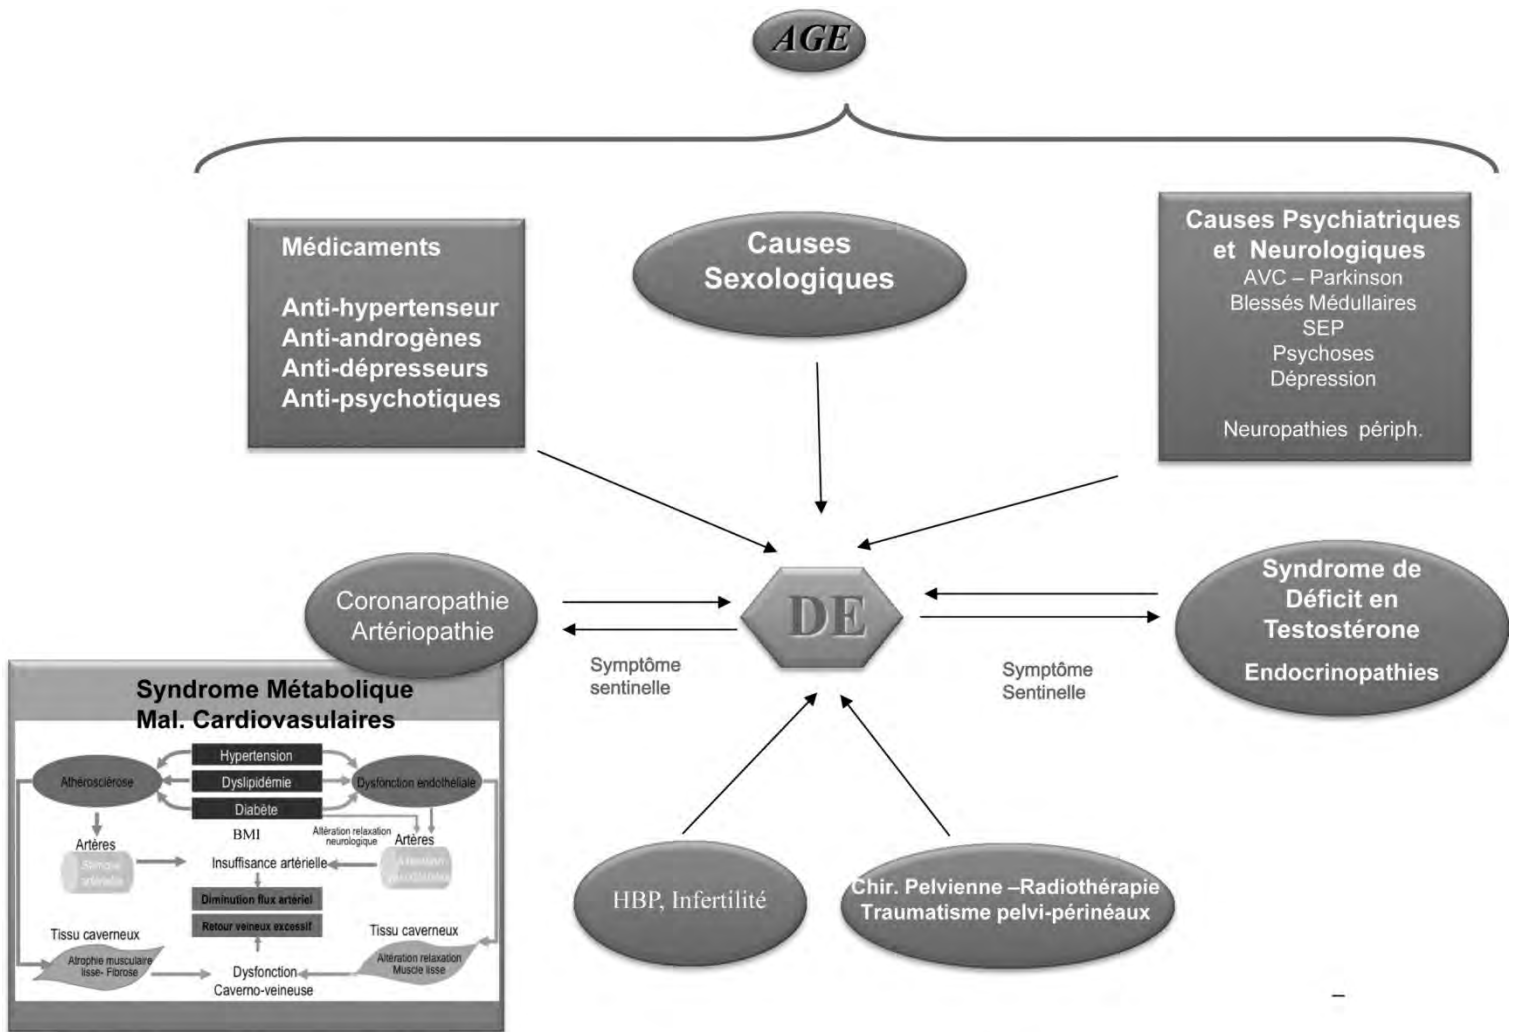 AGE
Médicaments
Anti-hypertenseur
Anti-androgènes
Anti-dépresseurs
Anti-psychotiques
Causes
Sexologiques
Causes Psychiatriques
et Neurologiques
AVC – Parkinson
Blessés Médullaires
SEP
Psychoses
Dépression
Neuropathies périph.
Coronaropathie
Artériopathie
DE
Syndrome de
Déficit en
Testostérone
Endocrinopathies
Symptôme
sentinelle
Symptôme
Sentinelle
Syndrome Métabolique
Mal. Cardiovasulaires
Hypertension
Athérosclérose
Dyslipidémie
Dysfonction endothéliale
Diabète
BMI
Altération relaxation
neurologique
Artères
Artères
artérielle
Insuffisance artérielle
Diminution flux artériel
Retour veineux excessif
Tissu caverneux
Tissu caverneux
Atrophie musculaire
lisse- Fibrose
Altération relaxation
Muscle lisse
Dysfonction
Caverno-veineuse
HBP, Infertilité
Chir. Pelvienne –Radiothérapie
Traumatisme pelvi-périnéaux
–